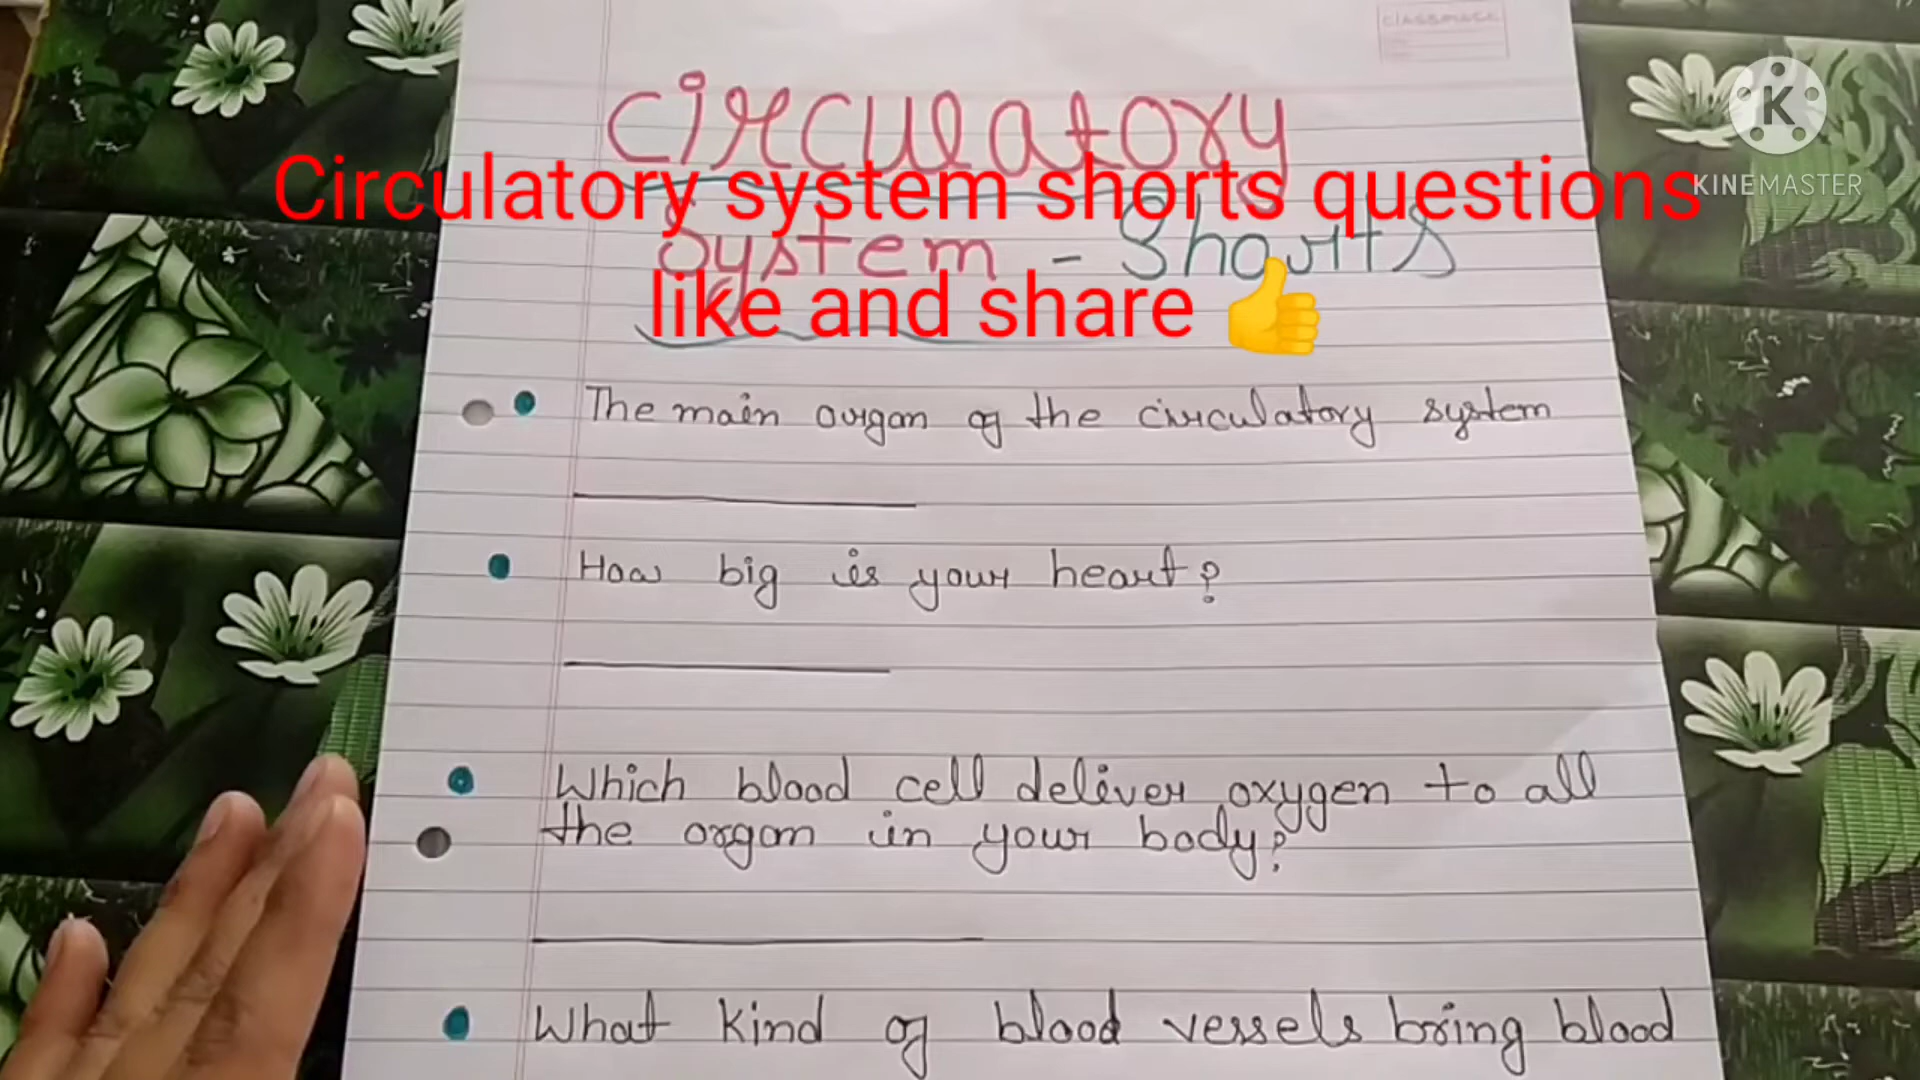 classmate
Circulatory
System - Shorts
Circulatory system shorts questions
like and share 👍
K
KINEMASTER
The main organ of the circulatory system
How big is your heart?
Which blood cell deliver oxygen to all
the organ in your body?
What kind of blood vessels bring blood